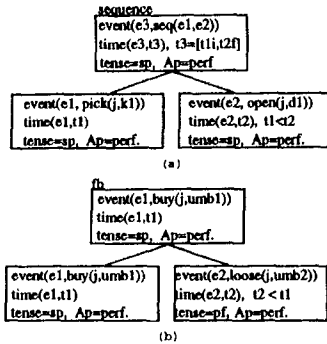 sequence
event(e3,seq(e1,e2))
time(e3,t3), t3=[t1i,t2f]
tense=sp, Ap=perf
event(e1, pick(j,k1))
time(e1,t1)
tense=sp, Ap=perf.
event(e2, open(j,d1))
time(e2,t2), t1<t2
tense=sp, Ap=perf.
(a)
fb
event(e1,buy(j,umb1))
time(e1,t1)
tense=sp, Ap=perf.
event(e1,buy(j,umb1))
time(e1,t1)
tense=sp, Ap=perf.
event(e2,loose(j,umb2))
time(e2,t2), t2 < t1
tense=pf, Ap=perf.
(b)